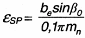 ε_SP = b_e sinβ_0 / 0,1πm_n